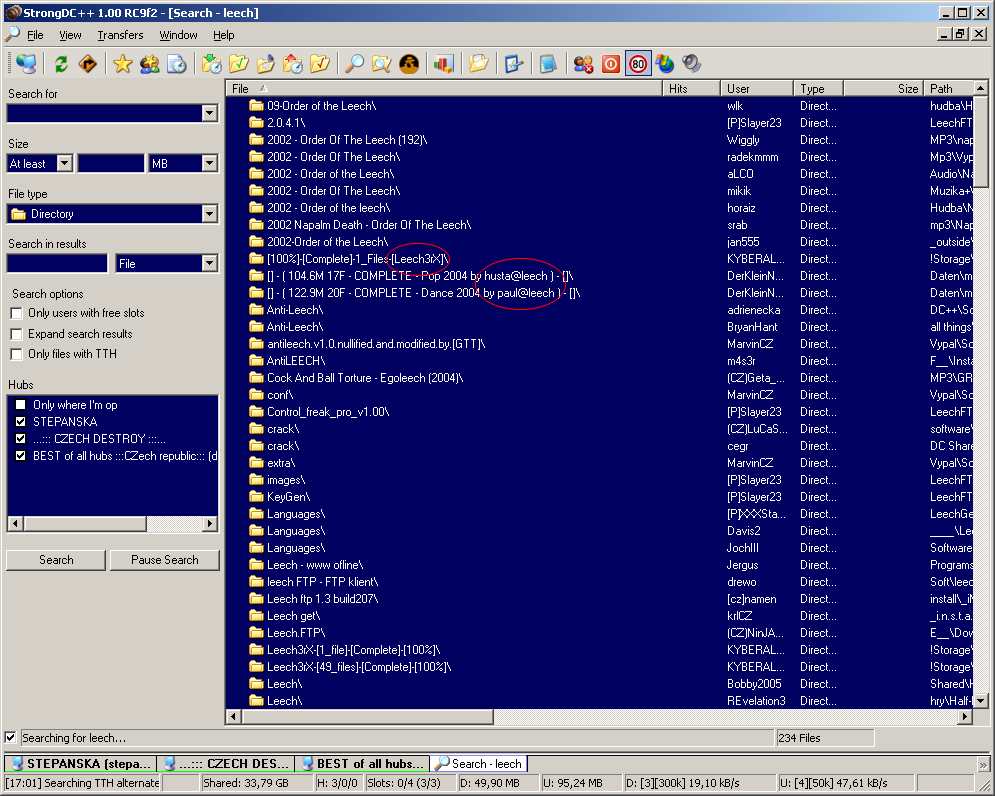 StrongDC++ 1.00 RC9f2 - [Search - leech]
File View Transfers Window Help
80
Search for
Size
At least MB
File type
Directory
Search in results
File
Search options
Only users with free slots
Expand search results
Only files with TTH
Hubs
Only where I'm op
STEPANSKA
...::: CZECH DESTROY :::...
BEST of all hubs :::CZech republic::: (d
Search Pause Search
File Hits User Type Size Path
09-Order of the Leech\ wlk Direct... hudba\H
2.0.4.1\ [P]Slayer23 Direct... LeechFT
2002 - Order Of The Leech (192)\ Wiggly Direct... MP3\nap
2002 - Order Of The Leech\ radekmmm Direct... Mp3\Vyp
2002 - Order of the Leech\ aLCO Direct... Audio\Na
2002 - Order Of The Leech\ mikik Direct... Muzika+\
2002 - Order of the leech\ horaiz Direct... Hudba\N
2002 Napalm Death - Order Of The Leech\ srab Direct... Mp3\Na
2002-Order of the Leech\ jan555 Direct... _outside\
[100%]-[Complete]-1_Files-[Leech3rX]\ KYBERAL... Direct... !Storage\
[] - ( 104.6M 17F - COMPLETE - Pop 2004 by husta@leech ) - []\ DerKleinN... Direct... Daten\m
[] - ( 122.9M 20F - COMPLETE - Dance 2004 by paul@leech ) - []\ DerKleinN... Direct... Daten\m
Anti-Leech\ adrienecka Direct... DC++\So
Anti-Leech\ BryanHant Direct... all things\
antileech.v1.0.nullified.and.modified.by.[GTT]\ MarvinCZ Direct... Vypal\So
AntiLEECH\ m4s3r Direct... F__\Insta
Cock And Ball Torture - Egoleech (2004)\ (CZ)Geta_... Direct... MP3\GR
conf\ MarvinCZ Direct... Vypal\So
Control_freak_pro_v1.00\ [P]Slayer23 Direct... LeechFT
crack\ (CZ)LuCaS... Direct... software\
crack\ cegr Direct... DC Share
extra\ MarvinCZ Direct... Vypal\So
images\ [P]Slayer23 Direct... LeechFT
KeyGen\ [P]Slayer23 Direct... LeechFT
Languages\ [P]XXXSta... Direct... LeechGe
Languages\ Davis2 Direct... ____\Lee
Languages\ JochIII Direct... Software
Leech - www ofline\ Jergus Direct... Programs
leech FTP - FTP klient\ drewo Direct... Soft\leec
Leech ftp 1.3 build207\ [cz]namen Direct... install\_iN
Leech get\ krlCZ Direct... _i.n.s.t.a.
Leech.FTP\ (CZ)NinJA... Direct... E__\Dow
Leech3rX-[1_file]-[Complete]-[100%]\ KYBERAL... Direct... !Storage\
Leech3rX-[49_files]-[Complete]-[100%]\ KYBERAL... Direct... !Storage\
Leech\ Bobby2005 Direct... Shared\H
Leech\ REvelation3 Direct... hry\Half-
Searching for leech... 234 Files
STEPANSKA (stepa... ...::: CZECH DES... BEST of all hubs... Search - leech
[17:01] Searching TTH alternate Shared: 33,79 GB H: 3/0/0 Slots: 0/4 (3/3) D: 49,90 MB U: 95,24 MB D: [3][300k] 19,10 kB/s U: [4][50k] 47,61 kB/s